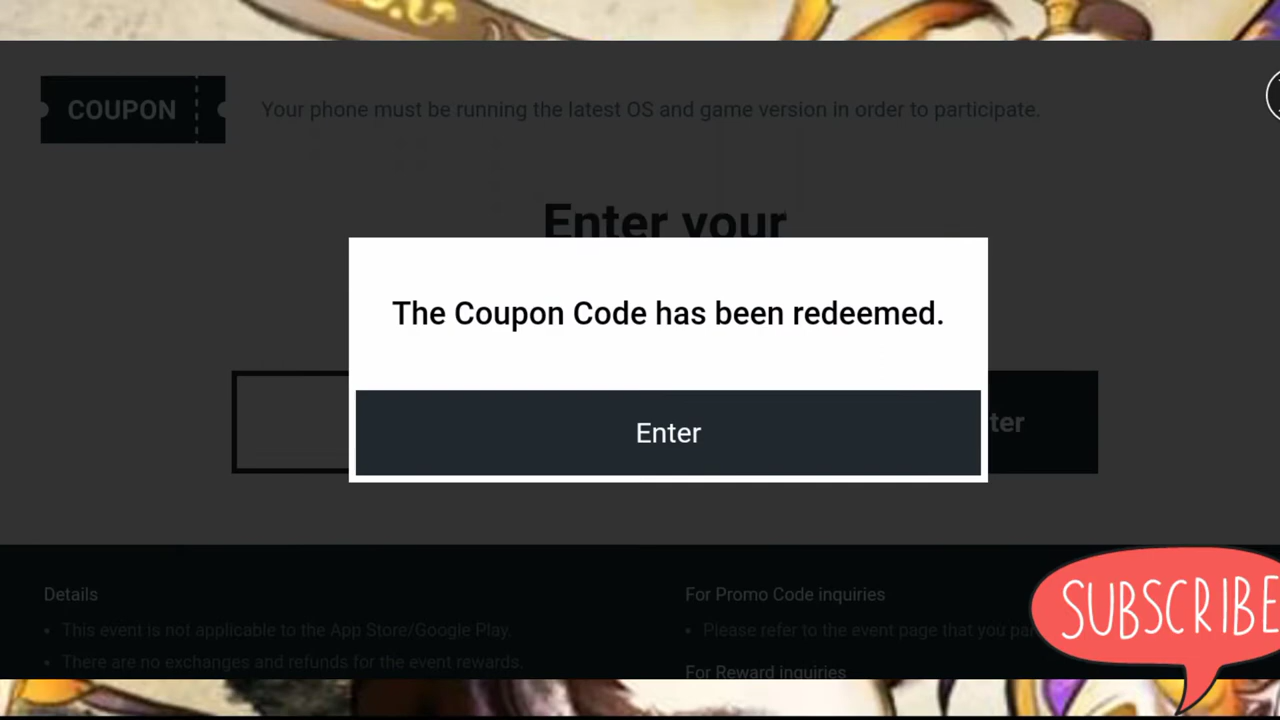 COUPON
Your phone must be running the latest OS and game version in order to participate.
Enter your
The Coupon Code has been redeemed.
Enter
ter
Details
• This event is not applicable to the App Store/Google Play.
• There are no exchanges and refunds for the event rewards.
For Promo Code inquiries
• Please refer to the event page that you par
For Reward inquiries
SUBSCRIBE